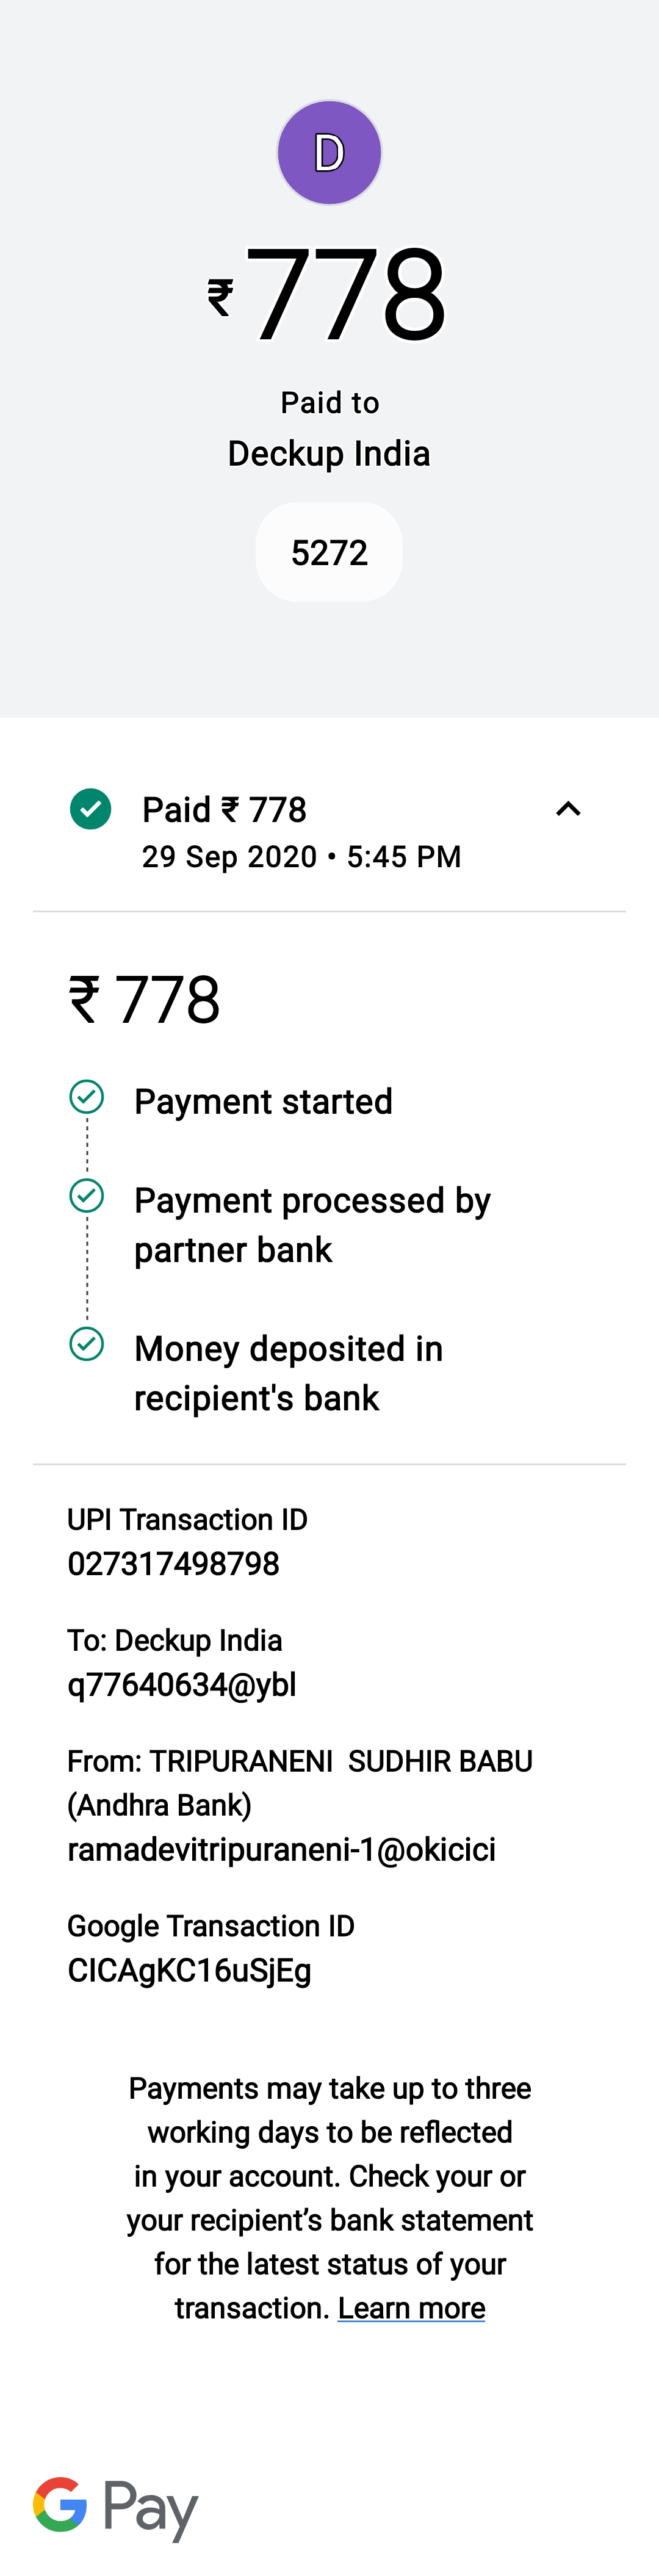 D
₹778
Paid to
Deckup India
5272
Paid ₹ 778
29 Sep 2020 • 5:45 PM
₹ 778
Payment started
Payment processed by
partner bank
Money deposited in
recipient's bank
UPI Transaction ID
027317498798
To: Deckup India
q77640634@ybl
From: TRIPURANENI  SUDHIR BABU
(Andhra Bank)
ramadevitripuraneni-1@okicici
Google Transaction ID
CICAgKC16uSjEg
Payments may take up to three
working days to be reflected
in your account. Check your or
your recipient’s bank statement
for the latest status of your
transaction. Learn more
G Pay